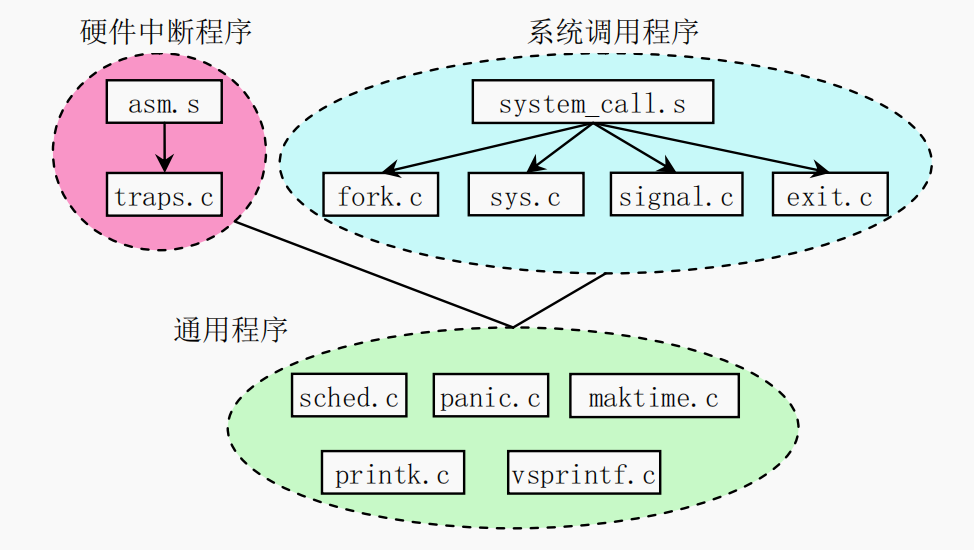 硬件中断程序
系统调用程序
asm.s
system_call.s
traps.c
fork.c
sys.c
signal.c
exit.c
通用程序
sched.c
panic.c
maktime.c
printk.c
vsprintf.c